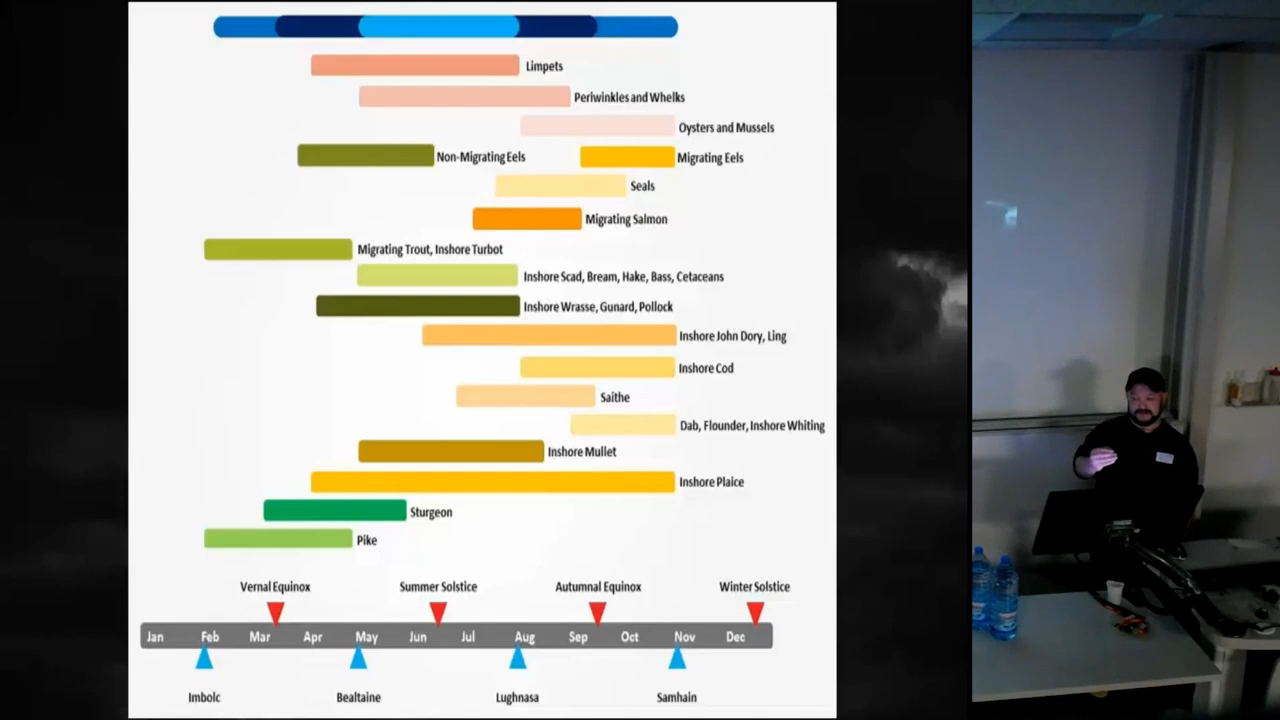 Limpets
Periwinkles and Whelks
Oysters and Mussels
Non-Migrating Eels
Migrating Eels
Seals
Migrating Salmon
Migrating Trout, Inshore Turbot
Inshore Scad, Bream, Hake, Bass, Cetaceans
Inshore Wrasse, Gunard, Pollock
Inshore John Dory, Ling
Inshore Cod
Saithe
Dab, Flounder, Inshore Whiting
Inshore Mullet
Inshore Plaice
Sturgeon
Pike
Vernal Equinox Summer Solstice Autumnal Equinox Winter Solstice
Jan Feb Mar Apr May Jun Jul Aug Sep Oct Nov Dec
Imbolc Bealtaine Lughnasa Samhain